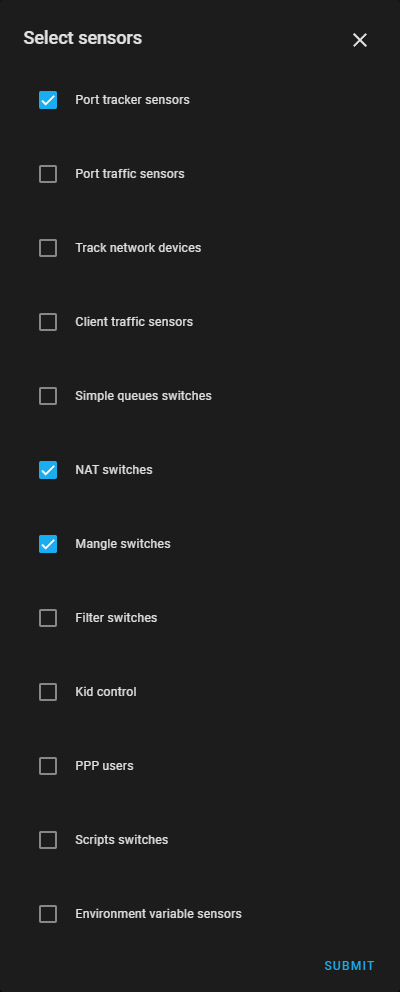 Select sensors
Port tracker sensors
Port traffic sensors
Track network devices
Client traffic sensors
Simple queues switches
NAT switches
Mangle switches
Filter switches
Kid control
PPP users
Scripts switches
Environment variable sensors
SUBMIT